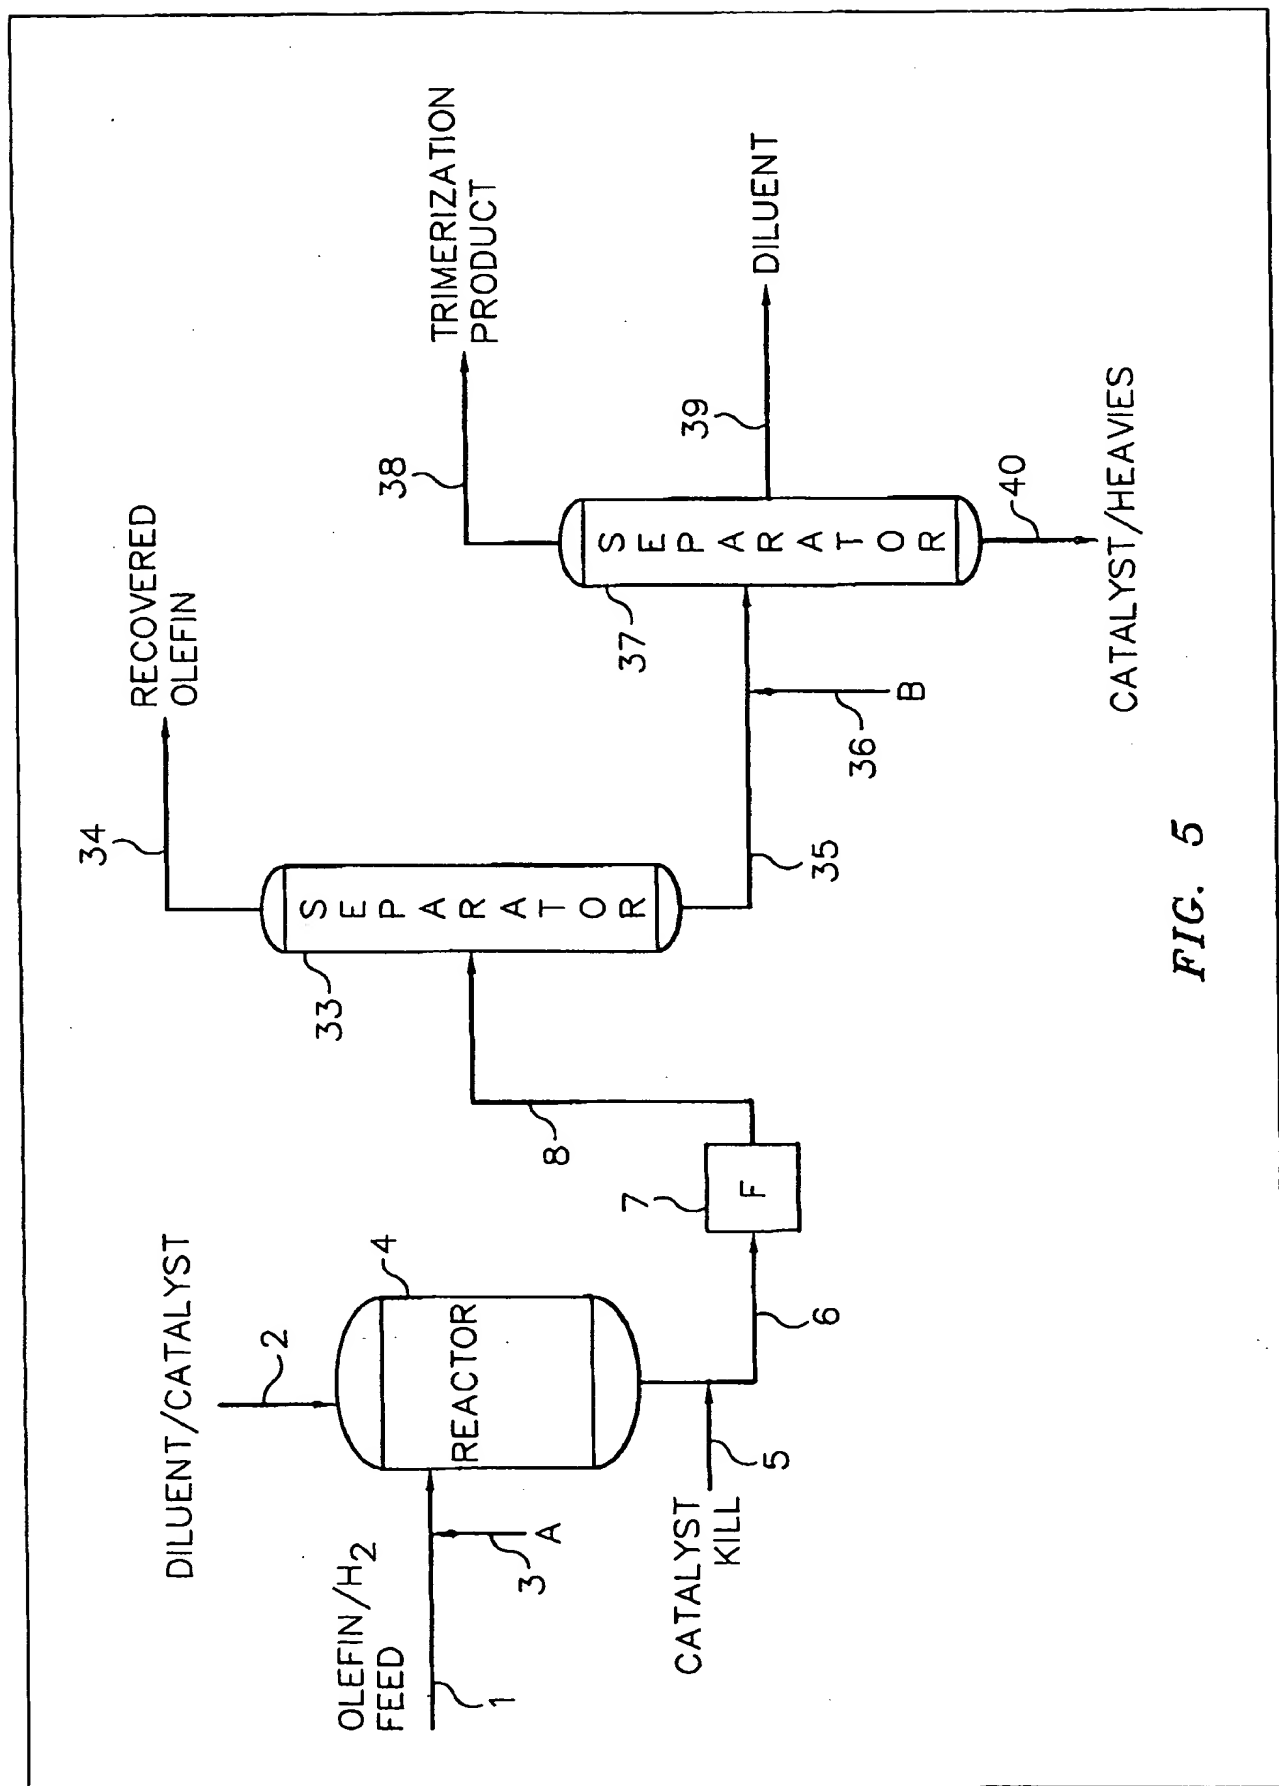 DILUENT/CATALYST
2
OLEFIN/H2
FEED
1
3
A
REACTOR
4
CATALYST
KILL
5
6
7
F
8
33
SEPARATOR
34
RECOVERED
OLEFIN
35
36
B
37
SEPARATOR
38
TRIMERIZATION
PRODUCT
39
DILUENT
40
CATALYST/HEAVIES
FIG. 5